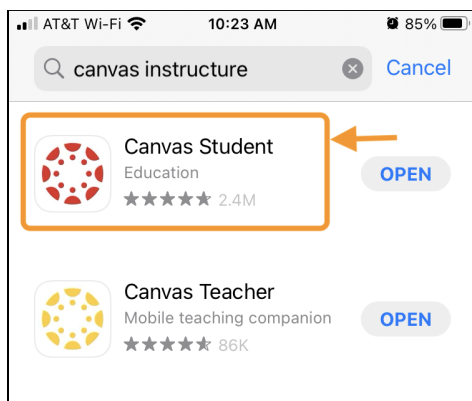 AT&T Wi-Fi 10:23 AM 85%
canvas instructure Cancel
Canvas Student
Education
OPEN
2.4M
Canvas Teacher
Mobile teaching companion
OPEN
86K